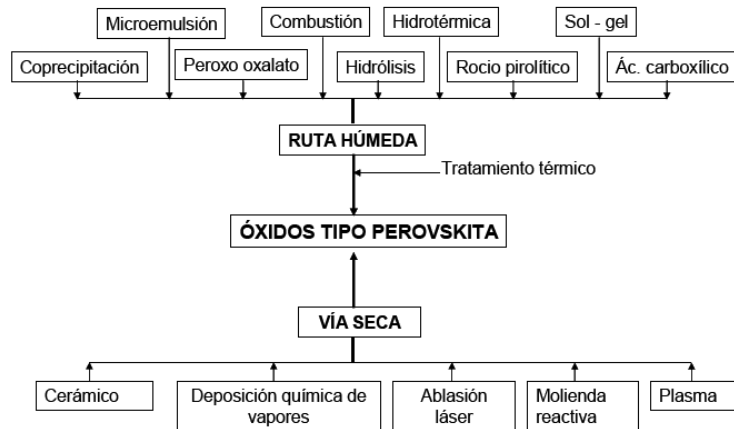 Microemulsión
Combustión
Hidrotérmica
Sol - gel
Coprecipitación
Peroxo oxalato
Hidrólisis
Rocio pirolítico
Ác. carboxílico
RUTA HÚMEDA
Tratamiento térmico
ÓXIDOS TIPO PEROVSKITA
VÍA SECA
Cerámico
Deposición química de
vapores
Ablasión
láser
Molienda
reactiva
Plasma